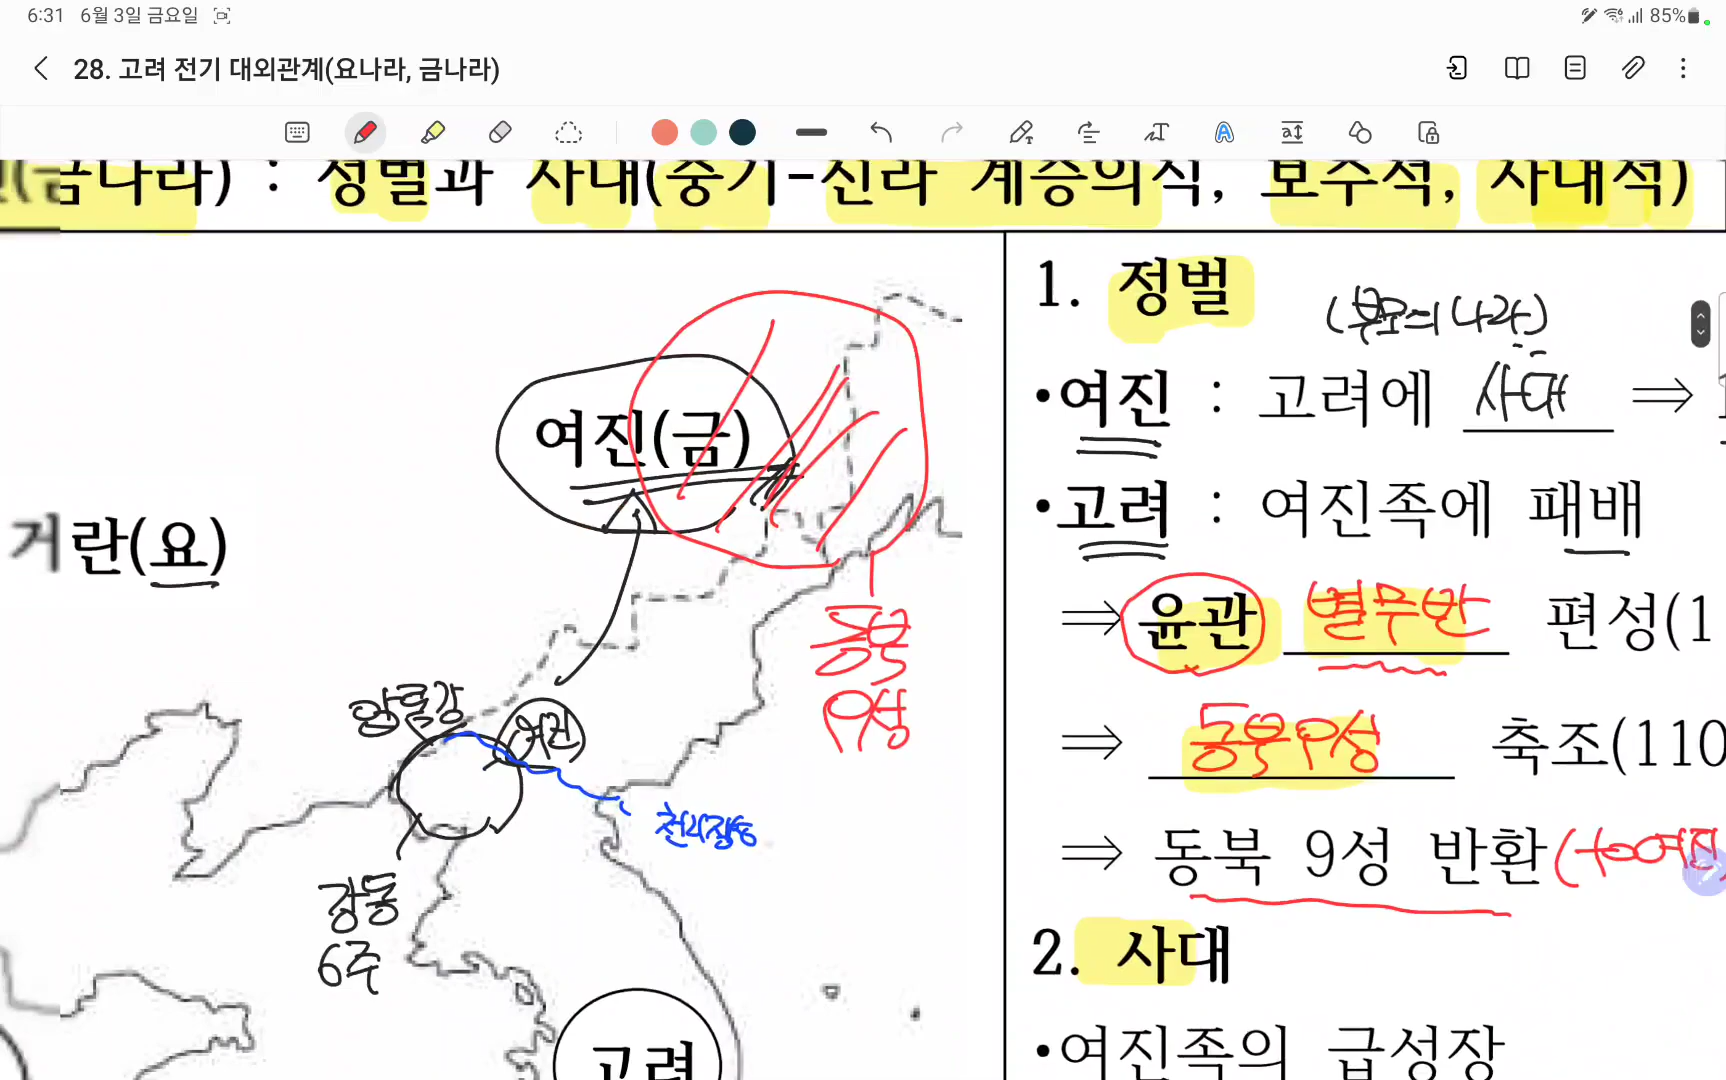 6:31 6월 3일 금요일
85%
28. 고려 전기 대외관계(요나라, 금나라)
(금나라) : 정벌과 사대(중기-신라 계승의식, 보수적, 사대적)
여진(금)
거란(요)
동북
9성
압록강
여진
천리장성
강동
6주
고려
1. 정벌
(부모의 나라)
•여진 : 고려에 사대 ⇒
•고려 : 여진족에 패배
⇒ 윤관 별무반 편성(1
⇒ 동북9성 축조(110
⇒ 동북 9성 반환(
2. 사대
•여진족의 급성장